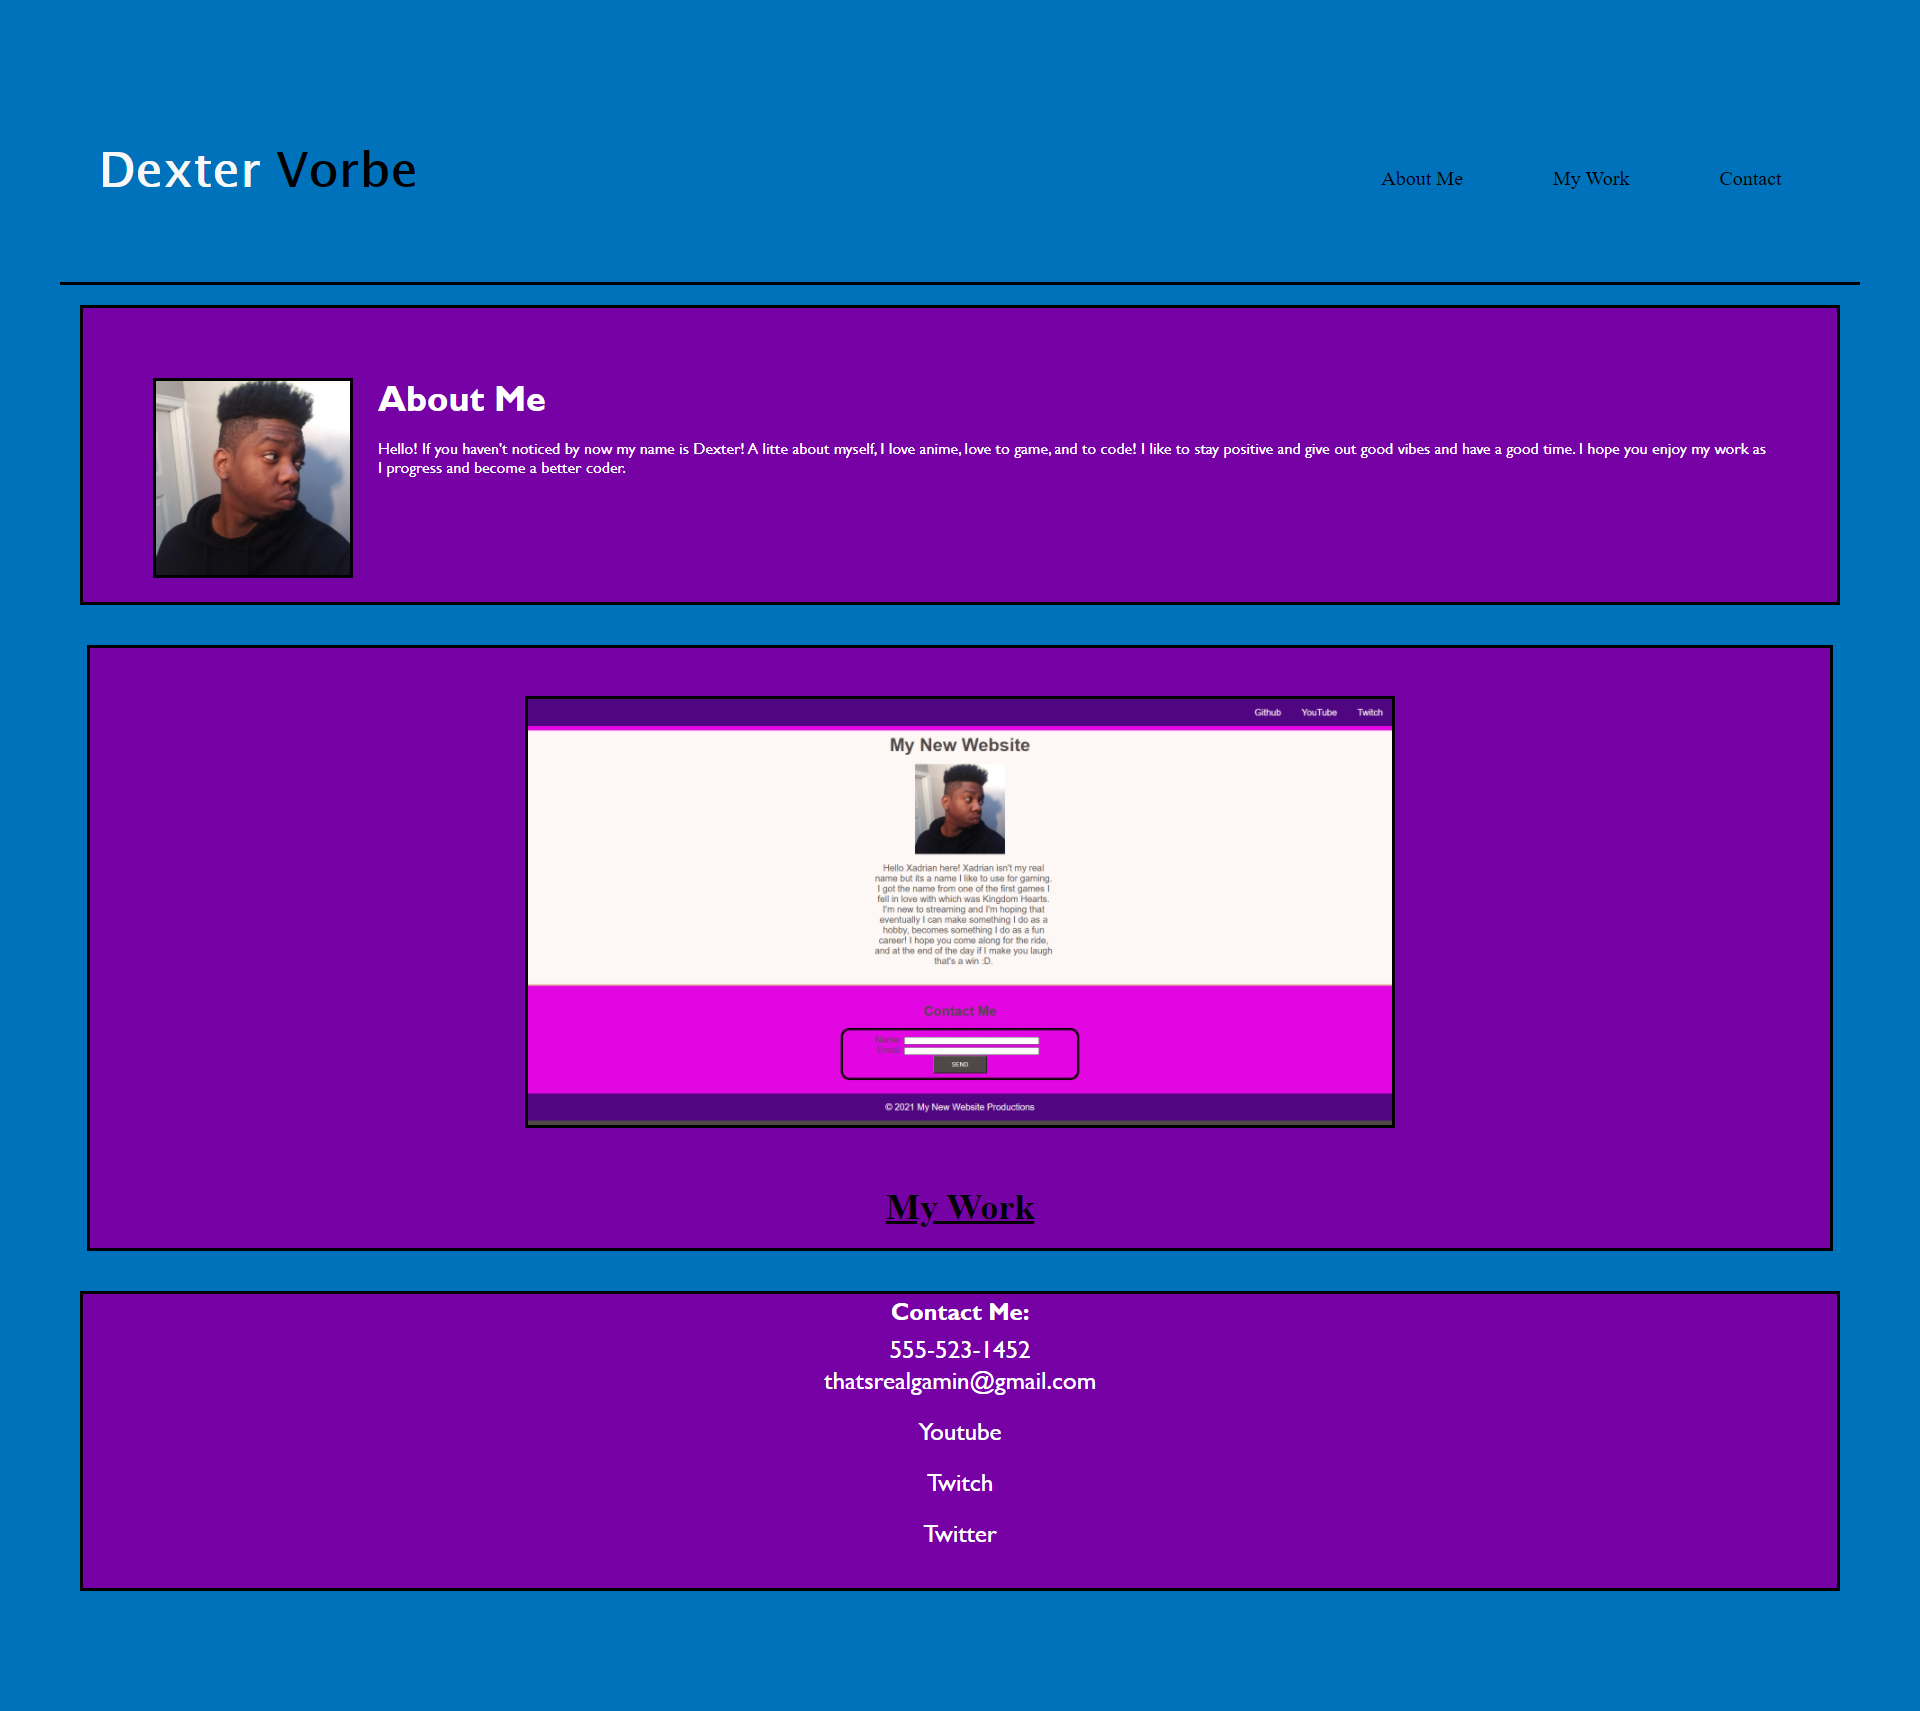 Dexter Vorbe
About Me My Work Contact
About Me
Hello! If you haven't noticed by now my name is Dexter! A litte about myself, I love anime, love to game, and to code! I like to stay positive and give out good vibes and have a good time. I hope you enjoy my work as
I progress and become a better coder.
Github YouTube Twitch
My New Website
Hello Xadrian here! Xadrian isn't my real
name but its a name I like to use for gaming.
I got the name from one of the first games I
fell in love with which was Kingdom Hearts.
I'm new to streaming and I'm hoping that
eventually I can make something I do as a
hobby, becomes something I do as a fun
career! I hope you come along for the ride,
and at the end of the day if I make you laugh
that's a win :D.
Contact Me
Name
Email
SEND
© 2021 My New Website Productions
My Work
Contact Me:
555-523-1452
thatsrealgamin@gmail.com
Youtube
Twitch
Twitter